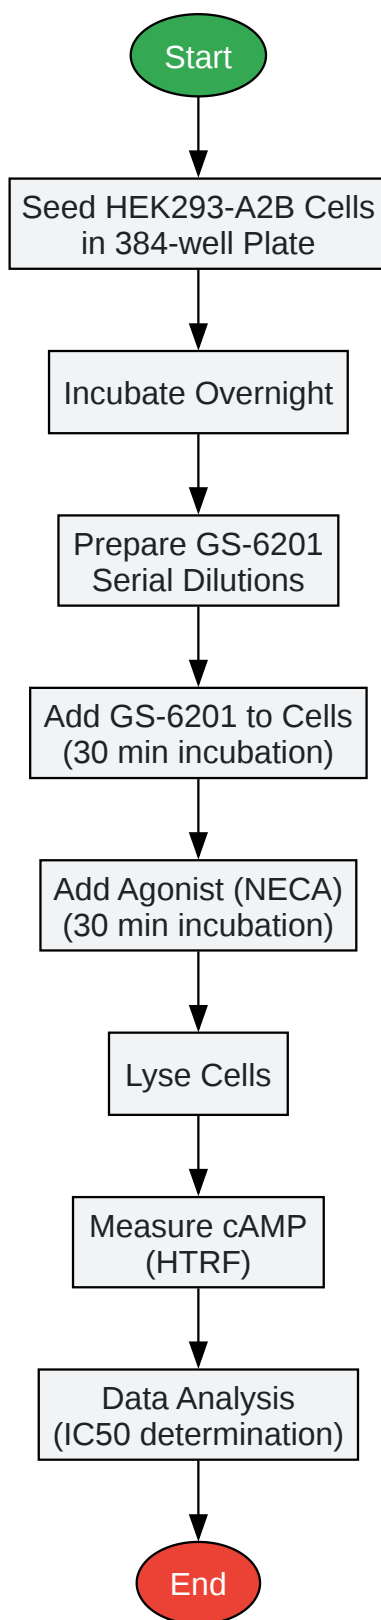 Start
Seed HEK293-A2B Cells
in 384-well Plate
Incubate Overnight
Prepare GS-6201
Serial Dilutions
Add GS-6201 to Cells
(30 min incubation)
Add Agonist (NECA)
(30 min incubation)
Lyse Cells
Measure cAMP
(HTRF)
Data Analysis
(IC50 determination)
End